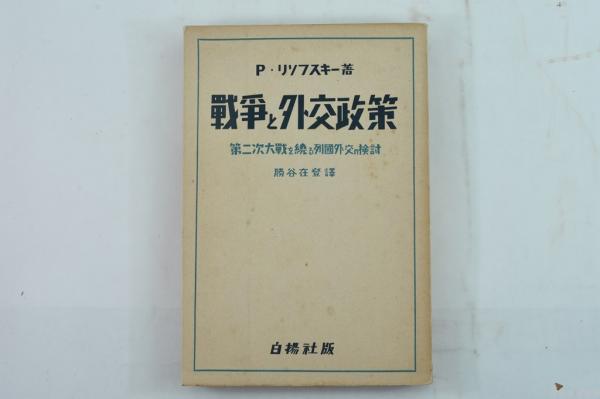 P・リソフスキー著
戰爭と外交政策
第二次大戰を繞る列國外交の檢討
勝谷在登譯
白揚社版